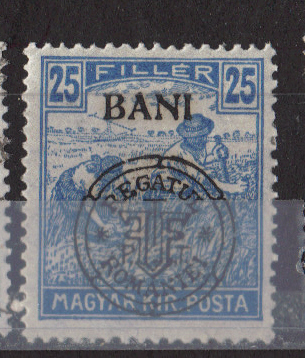 25 FILLÉR 25
BANI
REGATUL
ROMÂNIEI
MAGYAR KIR. POSTA